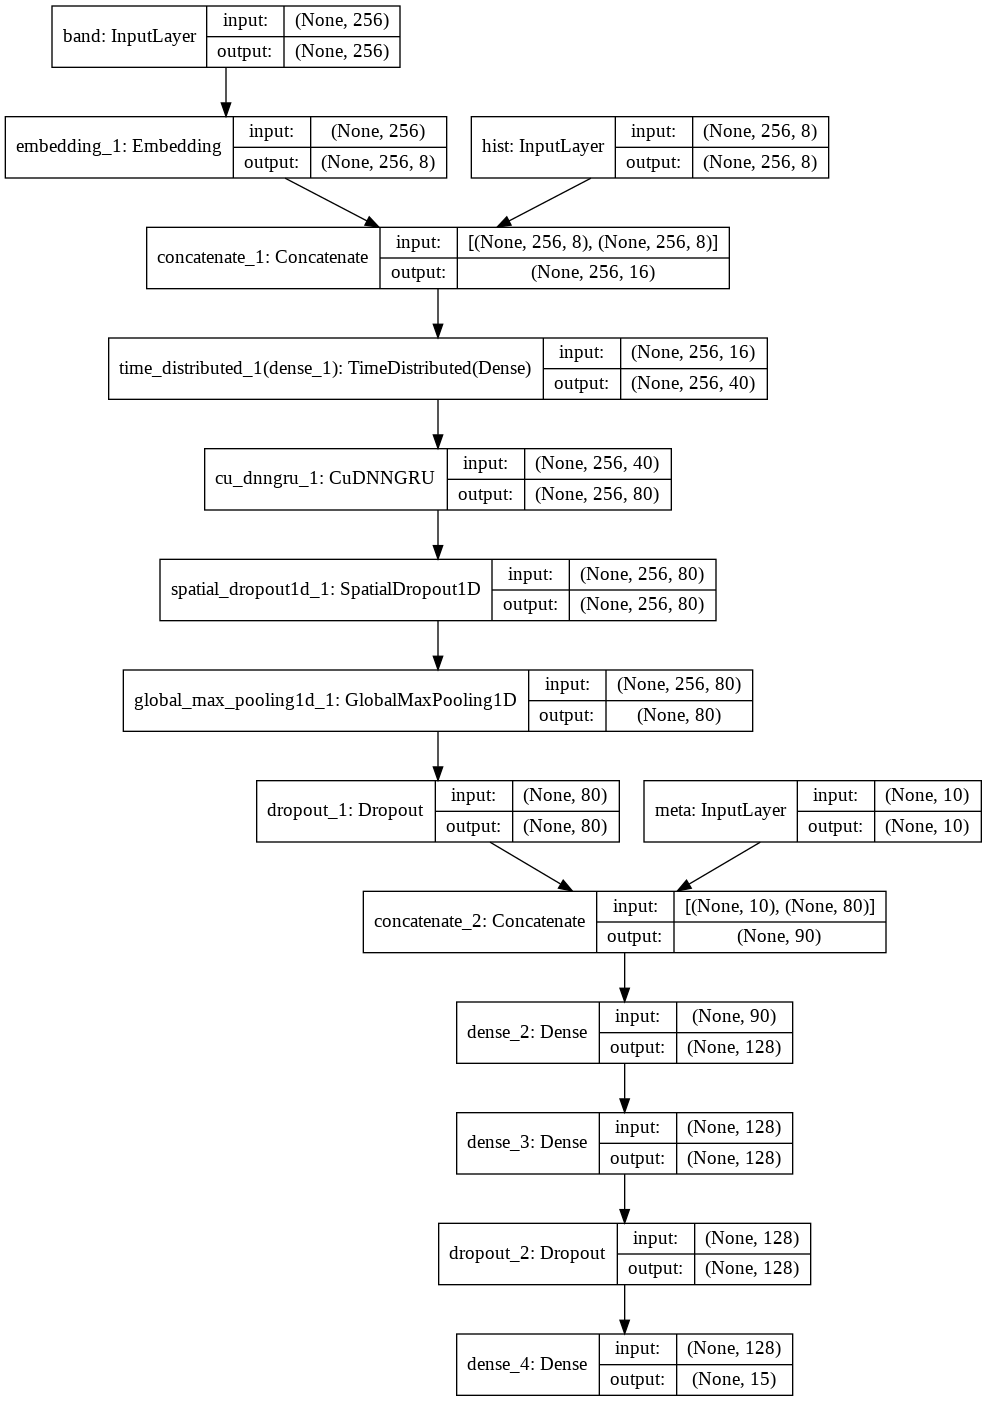 band: InputLayer
input: (None, 256)
output: (None, 256)
embedding_1: Embedding
input: (None, 256)
output: (None, 256, 8)
hist: InputLayer
input: (None, 256, 8)
output: (None, 256, 8)
concatenate_1: Concatenate
input: [(None, 256, 8), (None, 256, 8)]
output: (None, 256, 16)
time_distributed_1(dense_1): TimeDistributed(Dense)
input: (None, 256, 16)
output: (None, 256, 40)
cu_dnngru_1: CuDNNGRU
input: (None, 256, 40)
output: (None, 256, 80)
spatial_dropout1d_1: SpatialDropout1D
input: (None, 256, 80)
output: (None, 256, 80)
global_max_pooling1d_1: GlobalMaxPooling1D
input: (None, 256, 80)
output: (None, 80)
dropout_1: Dropout
input: (None, 80)
output: (None, 80)
meta: InputLayer
input: (None, 10)
output: (None, 10)
concatenate_2: Concatenate
input: [(None, 10), (None, 80)]
output: (None, 90)
dense_2: Dense
input: (None, 90)
output: (None, 128)
dense_3: Dense
input: (None, 128)
output: (None, 128)
dropout_2: Dropout
input: (None, 128)
output: (None, 128)
dense_4: Dense
input: (None, 128)
output: (None, 15)